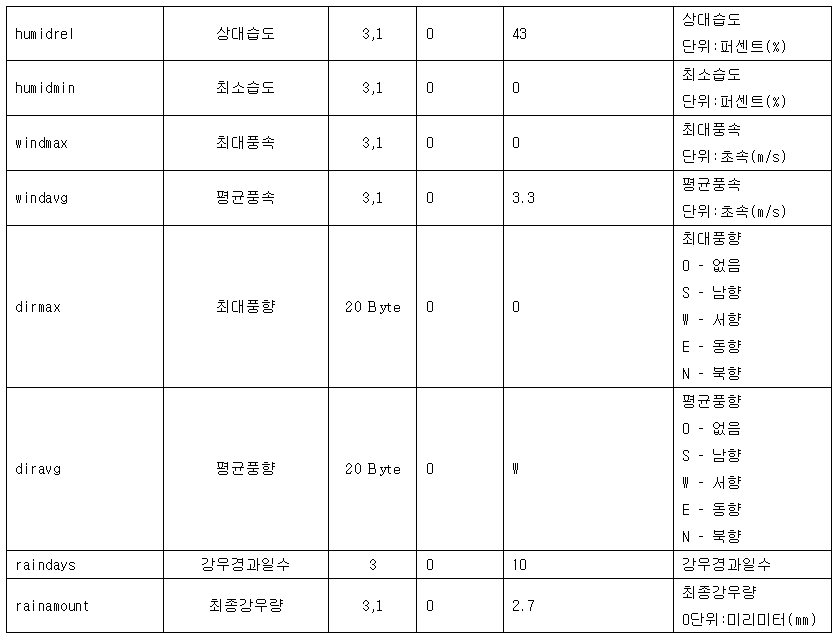 humidrel 상대습도 3,1 0 43 상대습도
단위:퍼센트(%)
humidmin 최소습도 3,1 0 0 최소습도
단위:퍼센트(%)
windmax 최대풍속 3,1 0 0 최대풍속
단위:초속(m/s)
windavg 평균풍속 3,1 0 3.3 평균풍속
단위:초속(m/s)
dirmax 최대풍향 20 Byte 0 0 최대풍향
0 - 없음
S - 남향
W - 서향
E - 동향
N - 북향
diravg 평균풍향 20 Byte 0 W 평균풍향
0 - 없음
S - 남향
W - 서향
E - 동향
N - 북향
raindays 강우경과일수 3 0 10 강우경과일수
rainamount 최종강우량 3,1 0 2.7 최종강우량
0단위:미리미터(mm)